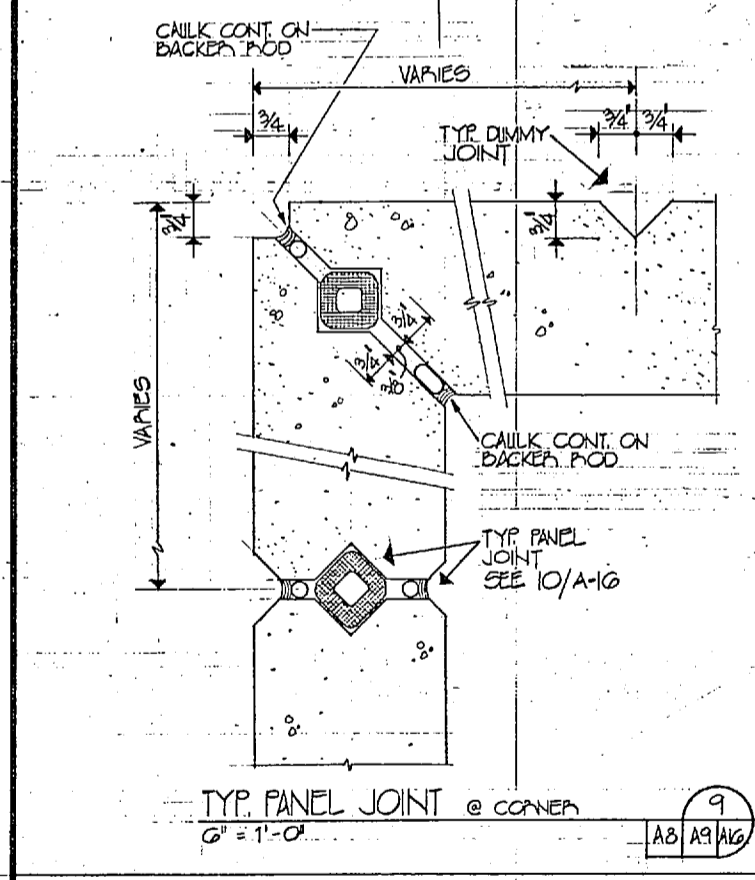 CAULK CONT. ON
BACKER ROD
VARIES
3/4"
3/4" 3/4"
TYP. DUMMY
JOINT
3/4"
3/4"
3/4"
3/4"
3/8"
VARIES
CAULK CONT. ON
BACKER ROD
TYP. PANEL
JOINT
SEE 10/A-16
TYP. PANEL JOINT @ CORNER
6" = 1'-0"
9
A8 A9 A16